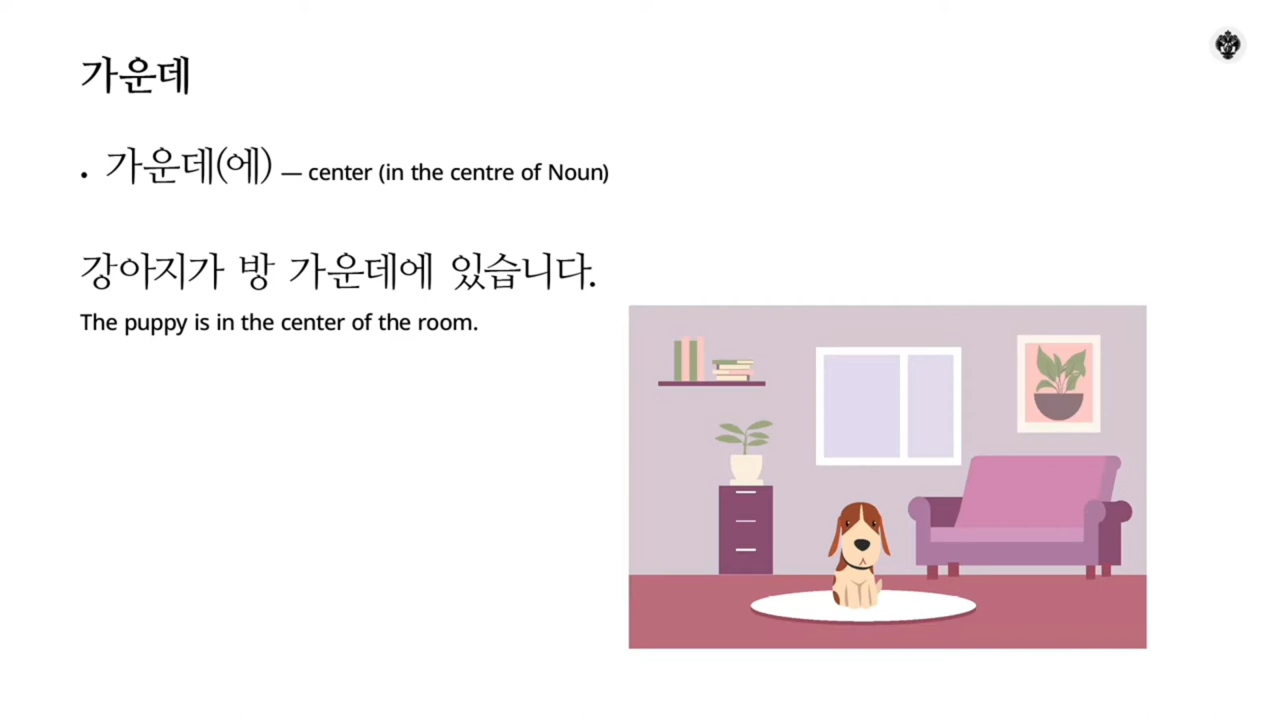 가운데
• 가운데(에) — center (in the centre of Noun)
강아지가 방 가운데에 있습니다.
The puppy is in the center of the room.